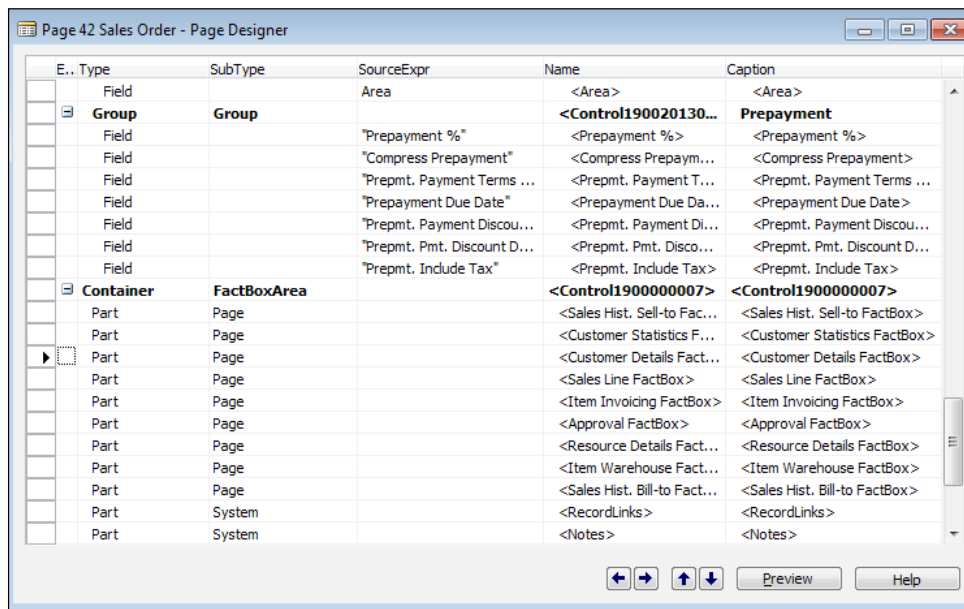 Page 42 Sales Order - Page Designer
E.. Type SubType SourceExpr Name Caption
Field Area <Area> <Area>
Group Group <Control190020130... Prepayment
Field "Prepayment %" <Prepayment %> <Prepayment %>
Field "Compress Prepayment" <Compress Prepaym... <Compress Prepayment>
Field "Prepmt. Payment Terms ... <Prepmt. Payment T... <Prepmt. Payment Terms ...
Field "Prepayment Due Date" <Prepayment Due Da... <Prepayment Due Date>
Field "Prepmt. Payment Discou... <Prepmt. Payment Di... <Prepmt. Payment Discou...
Field "Prepmt. Pmt. Discount D... <Prepmt. Pmt. Disco... <Prepmt. Pmt. Discount D...
Field "Prepmt. Include Tax" <Prepmt. Include Tax> <Prepmt. Include Tax>
Container FactBoxArea <Control1900000007> <Control1900000007>
Part Page <Sales Hist. Sell-to Fac... <Sales Hist. Sell-to FactBox>
Part Page <Customer Statistics F... <Customer Statistics FactBox>
Part Page <Customer Details Fact... <Customer Details FactBox>
Part Page <Sales Line FactBox> <Sales Line FactBox>
Part Page <Item Invoicing FactBox> <Item Invoicing FactBox>
Part Page <Approval FactBox> <Approval FactBox>
Part Page <Resource Details Fact... <Resource Details FactBox>
Part Page <Item Warehouse Fact... <Item Warehouse FactBox>
Part Page <Sales Hist. Bill-to Fact... <Sales Hist. Bill-to FactBox>
Part System <RecordLinks> <RecordLinks>
Part System <Notes> <Notes>
Preview Help